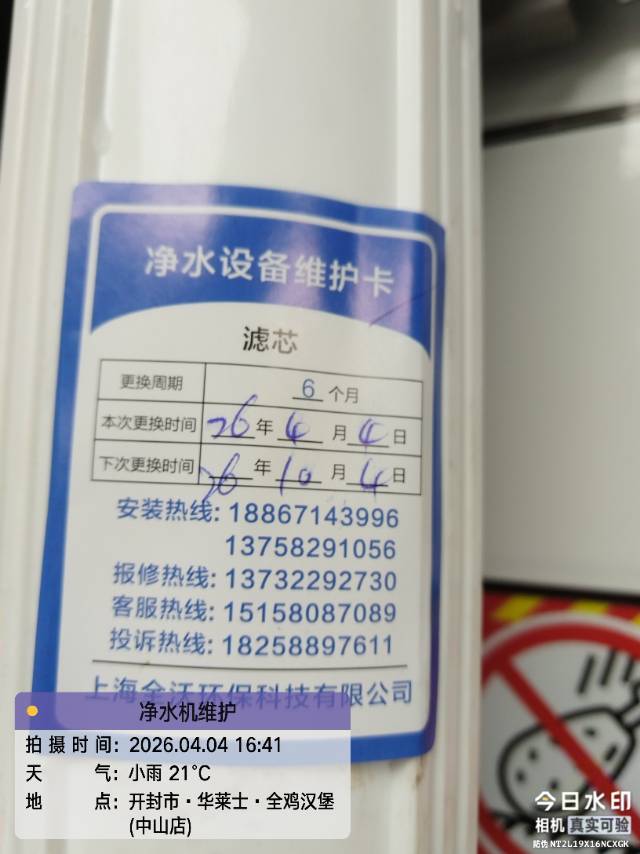 净水设备维护卡
滤芯
更换周期 6 个月
本次更换时间 26 年 4 月 4 日
下次更换时间 26 年 10 月 4 日
安装热线: 18867143996
13758291056
报修热线: 13732292730
客服热线: 15158087089
投诉热线: 18258897611
上海全沃环保科技有限公司
净水机维护
拍摄时间: 2026.04.04 16:41
天气: 小雨 21°C
地点: 开封市·华莱士·全鸡汉堡
(中山店)
今日水印
相机 真实可验
防伪 NT2L19X16NCXGK